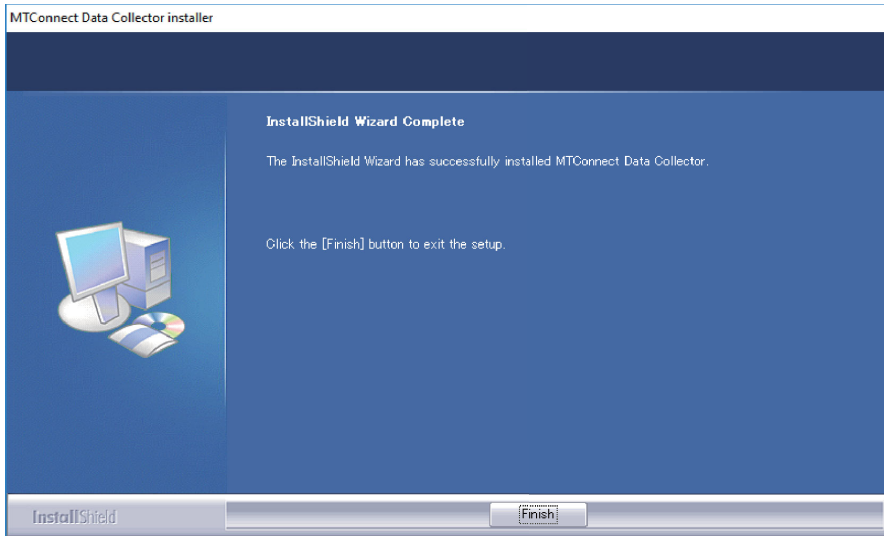 MTConnect Data Collector installer
InstallShield Wizard Complete
The InstallShield Wizard has successfully installed MTConnect Data Collector.
Click the [Finish] button to exit the setup.
InstallShield
Finish